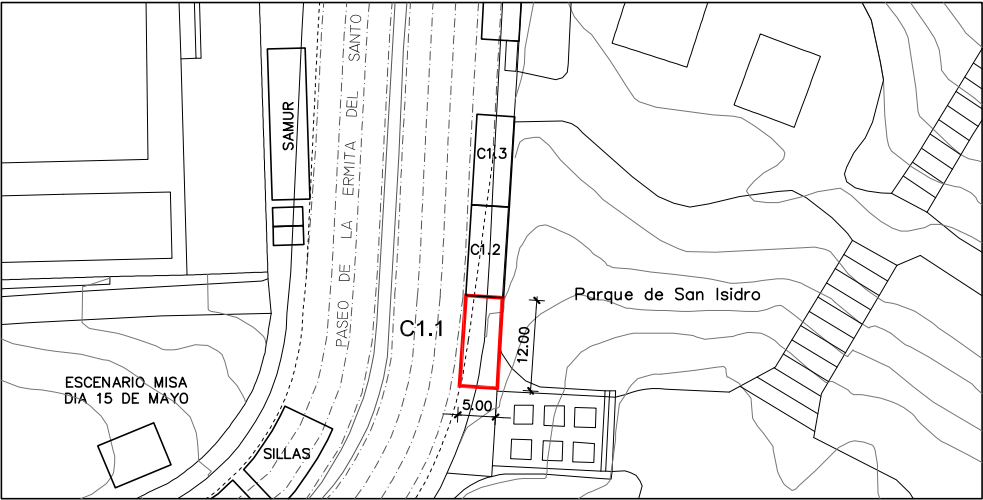 PASEO DE LA ERMITA DEL SANTO
SAMUR
C1.3
C1.2
Parque de San Isidro
C1.1
12.00
5.00
ESCENARIO MISA
DIA 15 DE MAYO
SILLAS